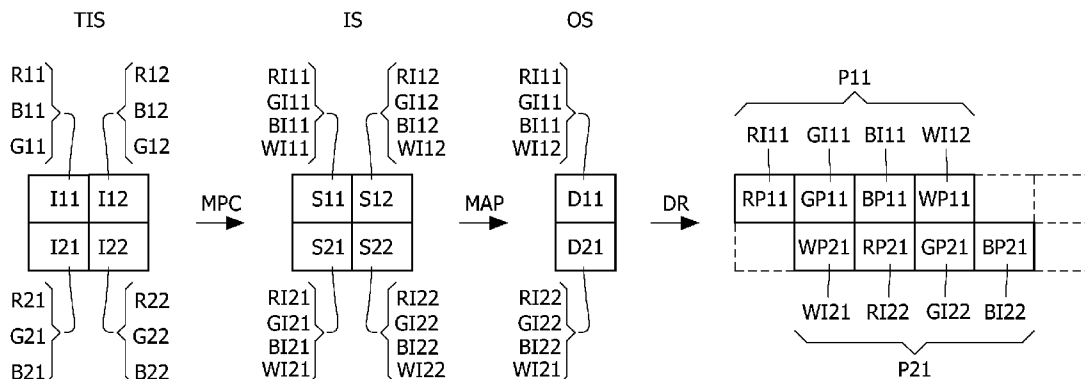 TIS IS OS
R11 R12 RI11 RI12 RI11 P11
B11 B12 GI11 GI12 GI11
G11 G12 BI11 BI12 BI11 RI11 GI11 BI11 WI12
WI11 WI12 WI12
I11 I12 MPC S11 S12 MAP D11 DR RP11 GP11 BP11 WP11
I21 I22 S21 S22 D21 WP21 RP21 GP21 BP21
R21 R22 RI21 RI22 RI22 WI21 RI22 GI22 BI22
G21 G22 GI21 GI22 GI22
B21 B22 BI21 BI22 BI22 P21
WI21 WI22 WI21